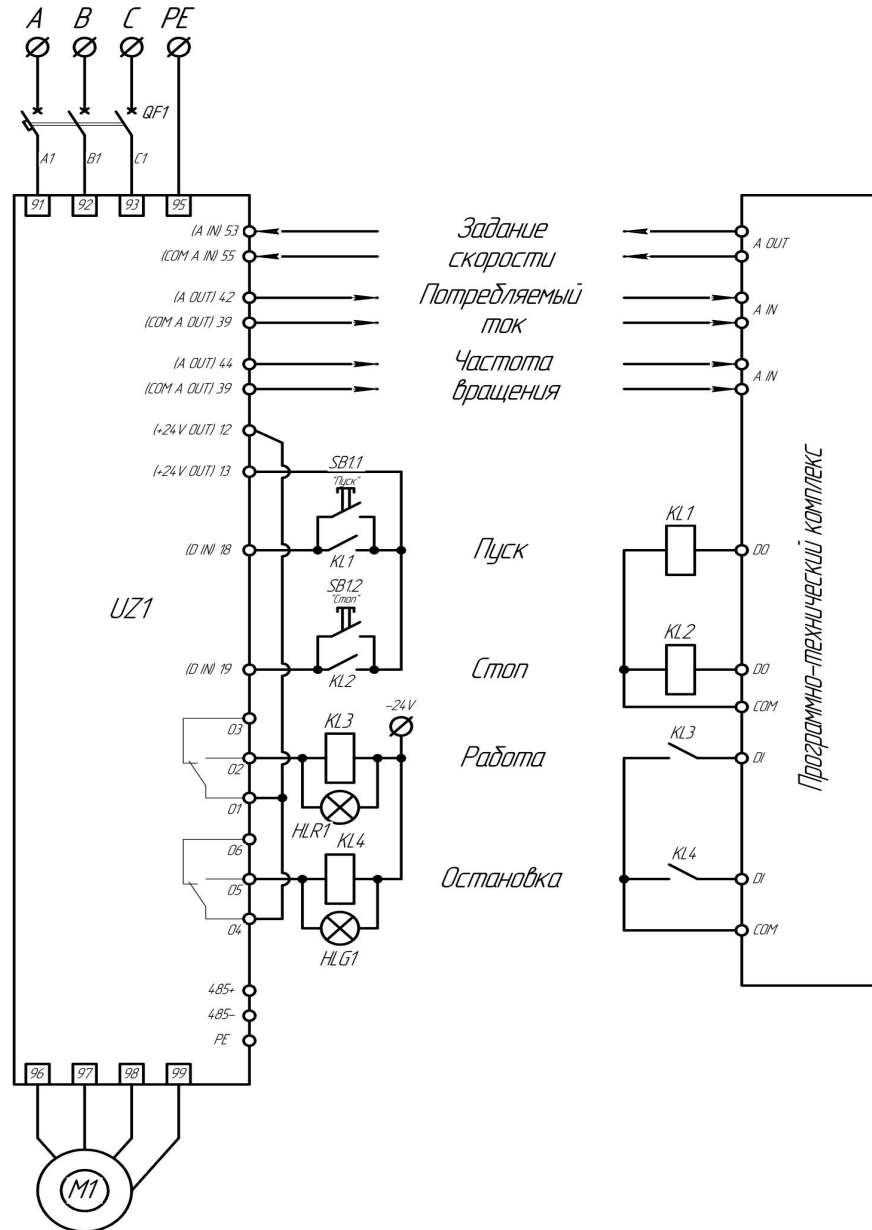 A B C PE
QF1
A1 B1 C1
91 92 93 95
(A IN) 53
(COM A IN) 55
(A OUT) 42
(COM A OUT) 39
(A OUT) 44
(COM A OUT) 39
(+24V OUT) 12
(+24V OUT) 13
(D IN) 18
(D IN) 19
UZ1
03
02
01
06
05
04
485+
485-
PE
96 97 98 99
M1
SB1.1
"Пуск"
KL1
SB1.2
"Стоп"
KL2
-24V
KL3
HLR1
KL4
HLG1
Задание
скорости
Потребляемый
ток
Частота
вращения
Пуск
Стоп
Работа
Остановка
KL1
KL2
KL3
KL4
A OUT
A IN
A IN
DO
DO
COM
DI
DI
COM
Программно-технический комплекс